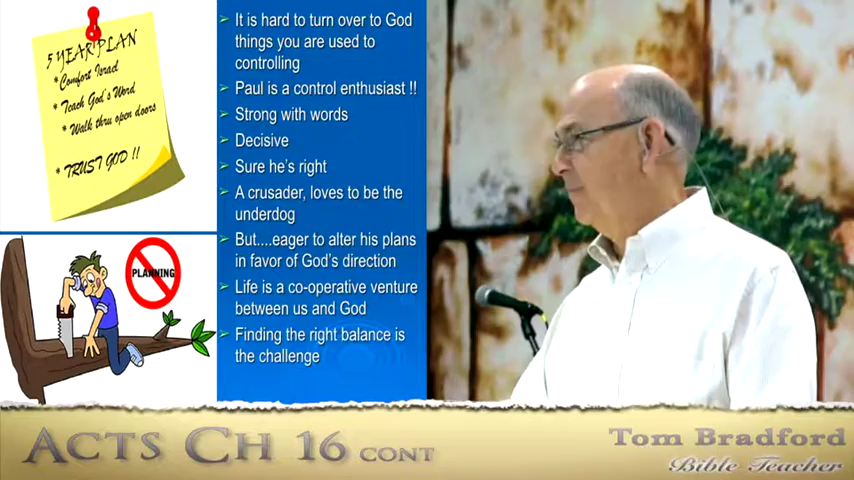 5 YEAR PLAN
*Comfort Israel
*Teach God's Word
*Walk thru open doors
*TRUST GOD !!
PLANNING
It is hard to turn over to God
things you are used to
controlling
Paul is a control enthusiast !!
Strong with words
Decisive
Sure he's right
A crusader, loves to be the
underdog
But....eager to alter his plans
in favor of God's direction
Life is a co-operative venture
between us and God
Finding the right balance is
the challenge
ACTS CH 16 CONT
Tom Bradford
Bible Teacher